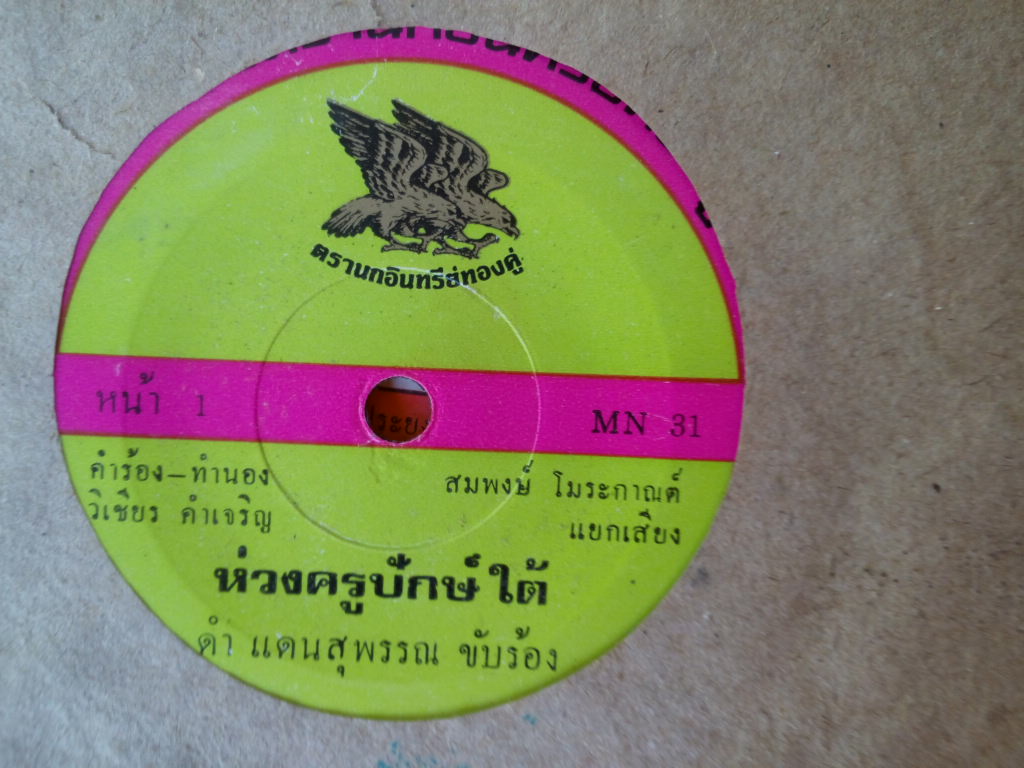 ตรานกอินทรีย์ทองคู่
หน้า 1
MN 31
คำร้อง-ทำนอง
วิเชียร คำเจริญ
สมพงษ์ โมระกาณต์
แยกเสียง
ห่วงครูปักษ์ใต้
ดำ แดนสุพรรณ ขับร้อง